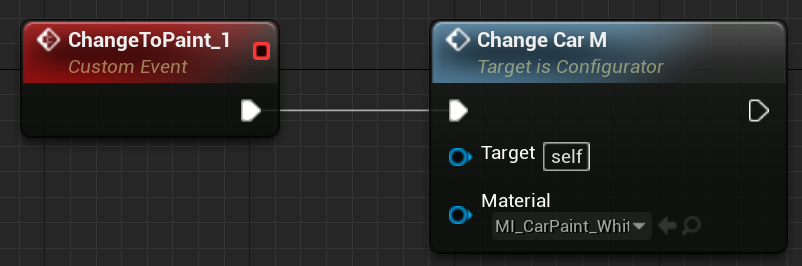 ChangeToPaint_1
Custom Event
Change Car M
Target is Configurator
Target self
Material
MI_CarPaint_Whit